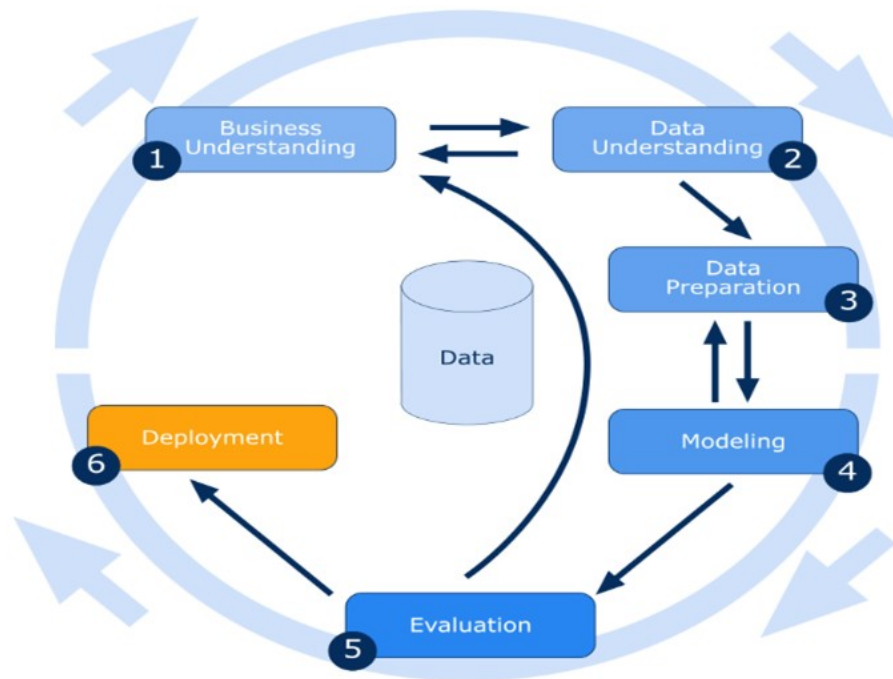 Business
Understanding
1
Data
Understanding
2
Data
Preparation
3
Data
Deployment
6
Modeling
4
Evaluation
5